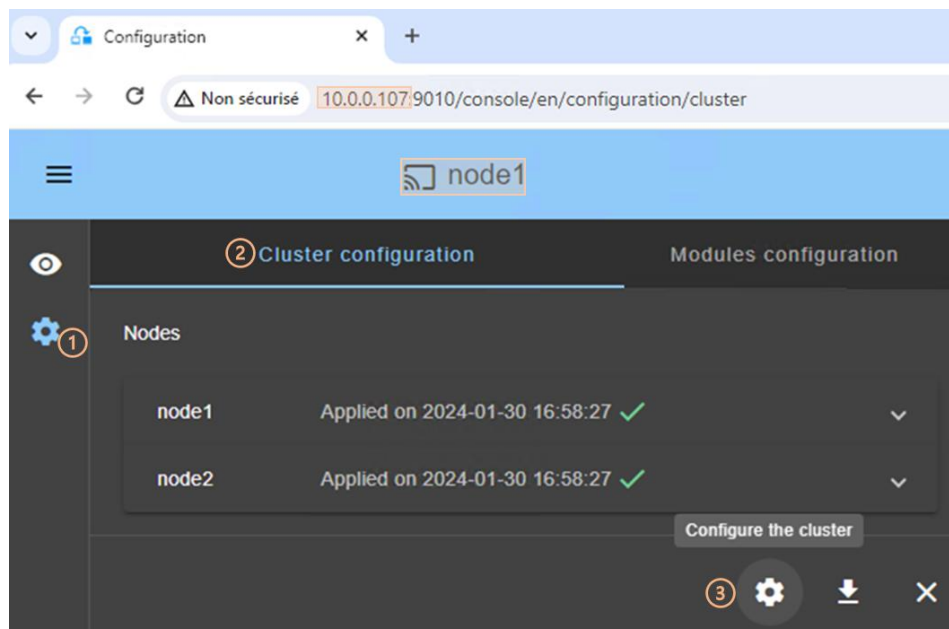 Configuration
Non sécurisé 10.0.0.107:9010/console/en/configuration/cluster
node1
2 Cluster configuration Modules configuration
1
Nodes
node1 Applied on 2024-01-30 16:58:27
node2 Applied on 2024-01-30 16:58:27
Configure the cluster
3